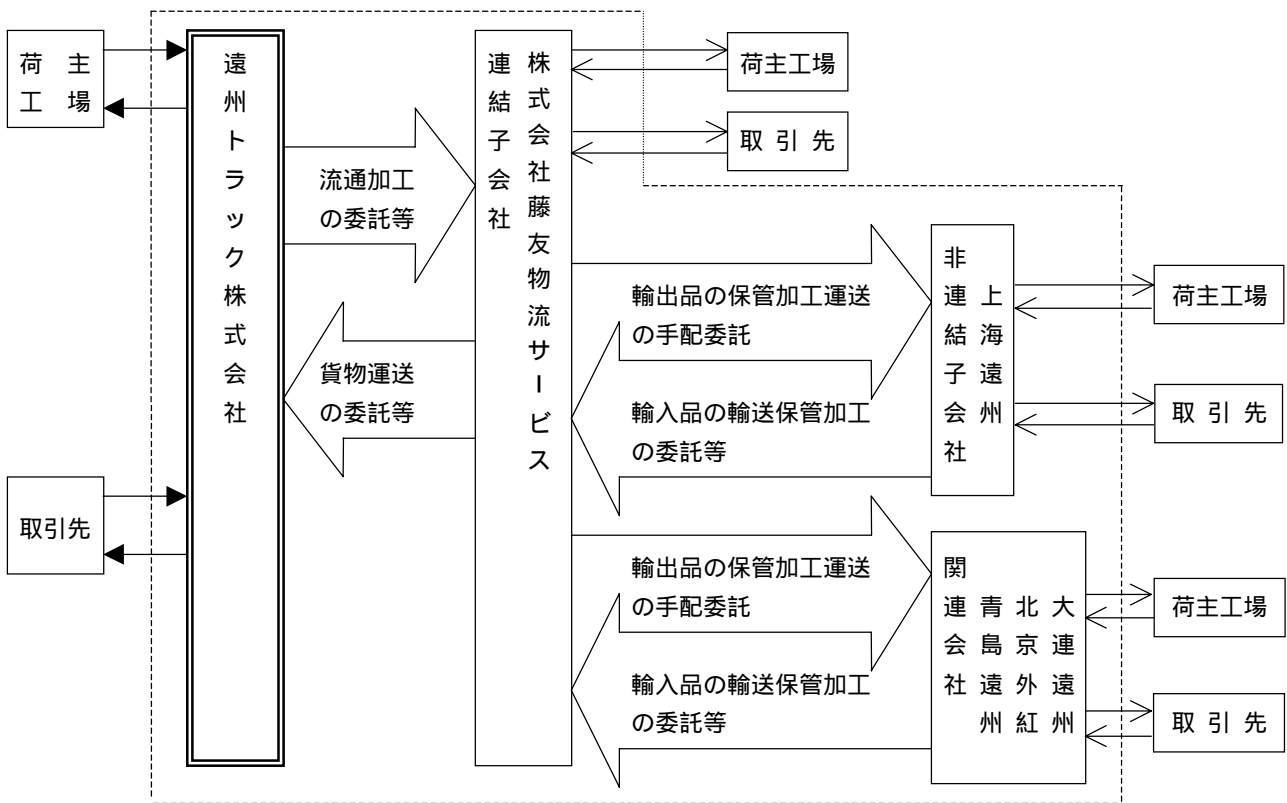 荷主
工場
取引先
遠州トラック株式会社
流通加工
の委託等
貨物運送
の委託等
株式会社藤友物流サービス
連結子会社
荷主工場
取引先
輸出品の保管加工運送
の手配委託
輸入品の輸送保管加工
の委託等
上海遠州
非連結子会社
荷主工場
取引先
輸出品の保管加工運送
の手配委託
輸入品の輸送保管加工
の委託等
大連遠州
北京外紅
青島遠州
関連会社
荷主工場
取引先